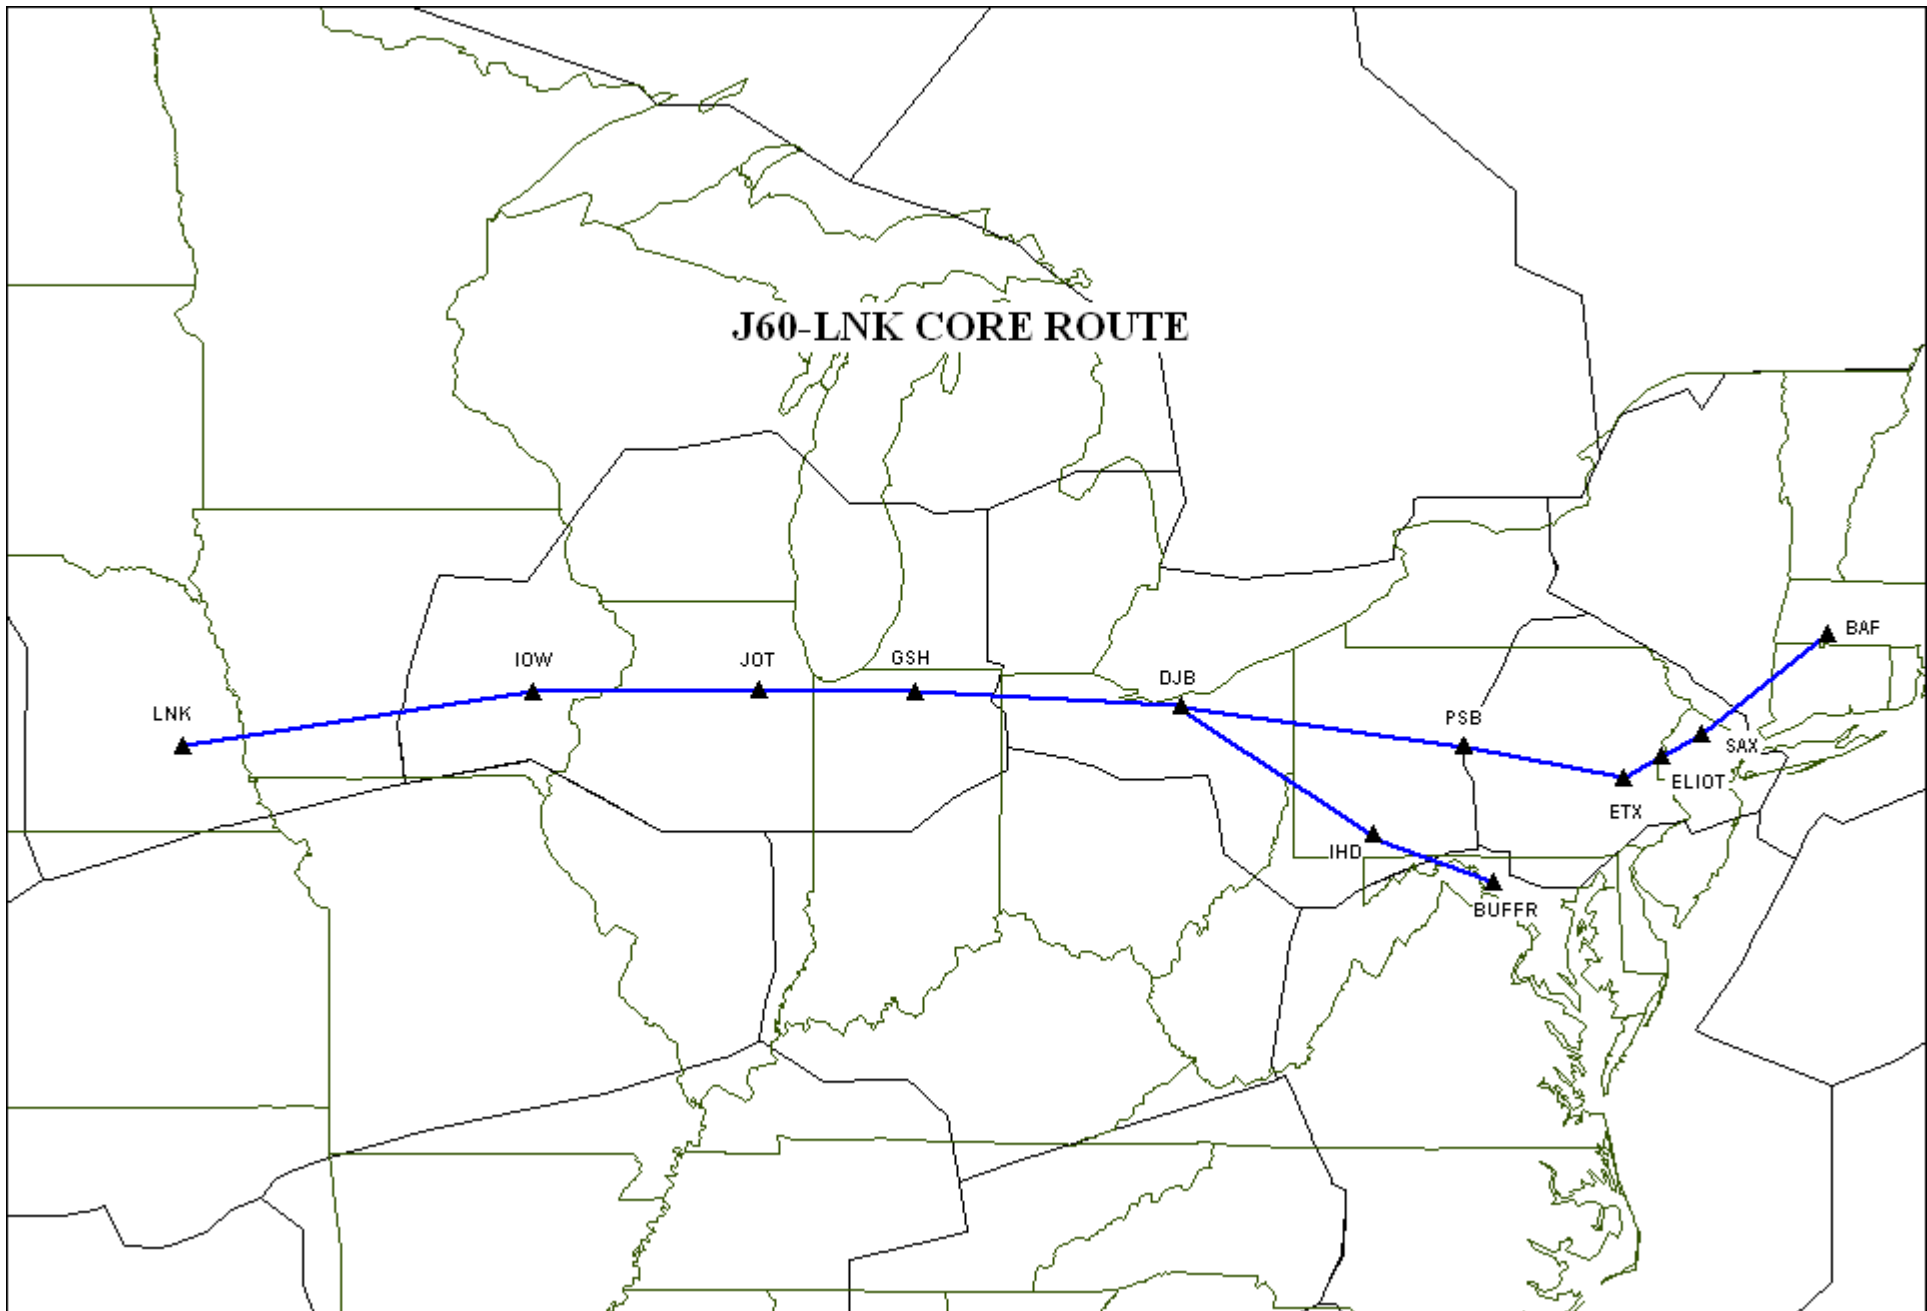 J60-LNK CORE ROUTE
BAF
IOW
JOT
GSH
DJB
LNK
PSB
SAX
ELIOT
ETX
IHD
BUFFR